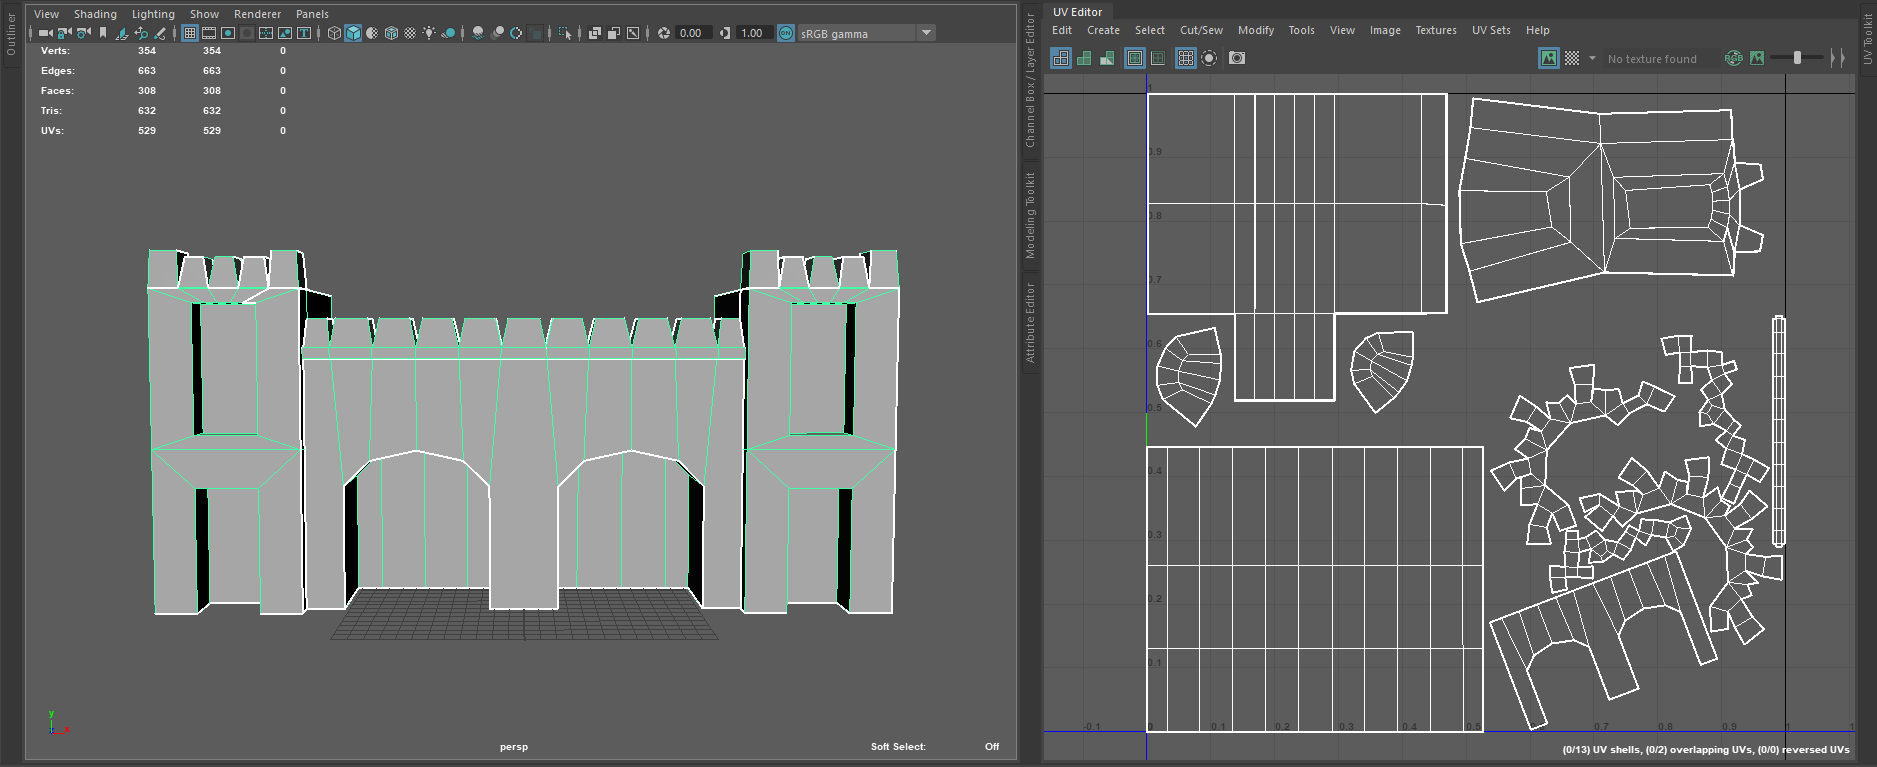 Outliner
View Shading Lighting Show Renderer Panels
0.00 1.00 ON sRGB gamma
Verts: 354 354 0
Edges: 663 663 0
Faces: 308 308 0
Tris: 632 632 0
UVs: 529 529 0
y
x
persp
Soft Select: Off
Channel Box / Layer Editor
Modeling Toolkit
Attribute Editor
UV Editor
Edit Create Select Cut/Sew Modify Tools View Image Textures UV Sets Help
No texture found
RGB
1
0.9
0.8
0.7
0.6
0.5
0.4
0.3
0.2
0.1
-0.1 0 0.1 0.2 0.3 0.4 0.5 0.7 0.8 0.9 1
(0/13) UV shells, (0/2) overlapping UVs, (0/0) reversed UVs
UV Toolkit